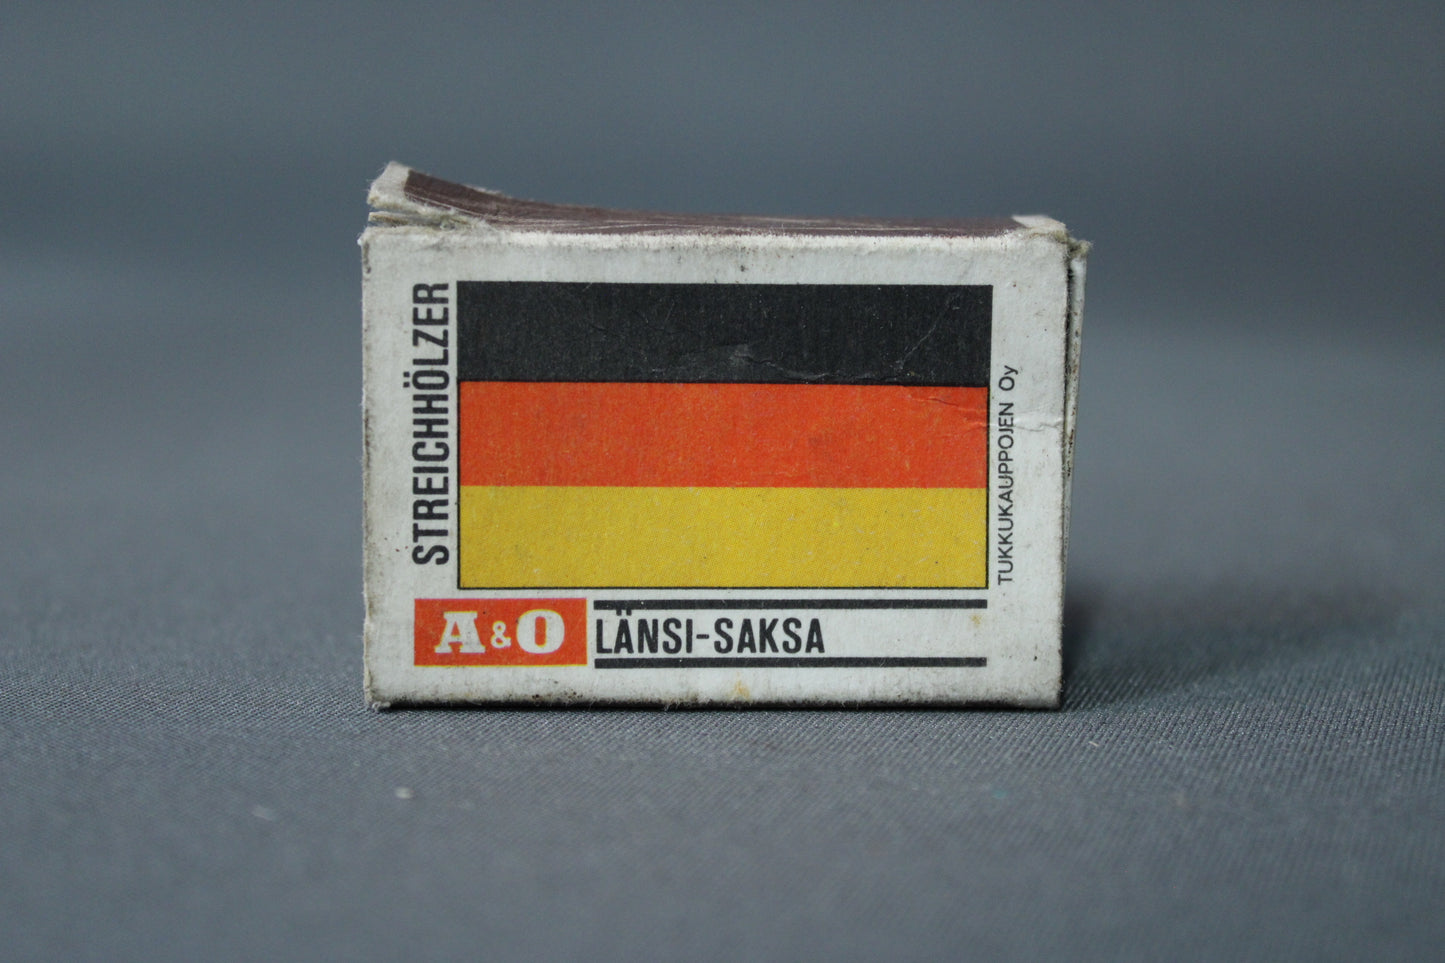 STREICHHÖLZER
TUKKUKAUPPOJEN Oy
A&O
LÄNSI-SAKSA